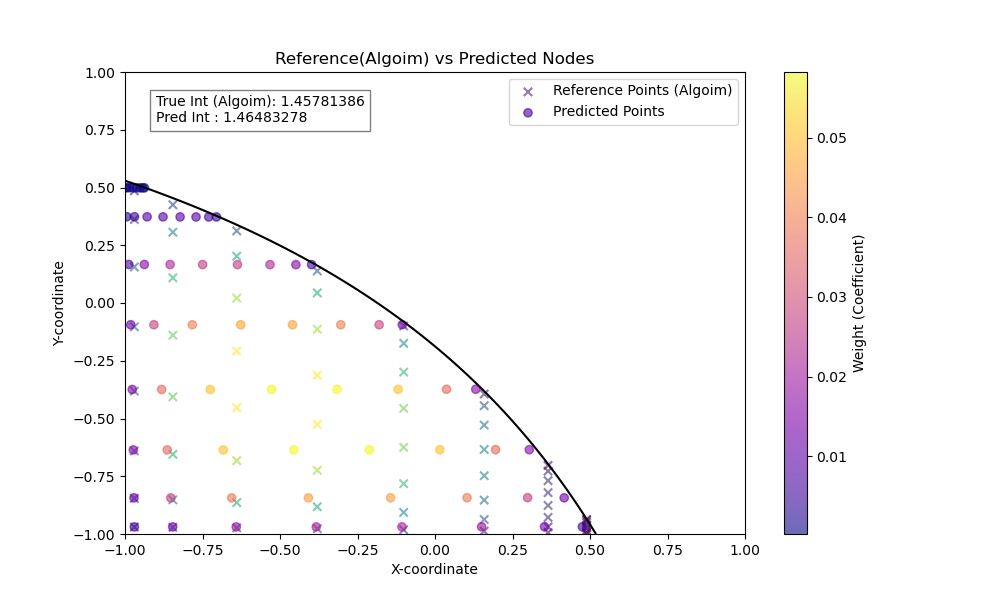 Reference(Algoim) vs Predicted Nodes
True Int (Algoim): 1.45781386
Pred Int : 1.46483278
Reference Points (Algoim)
Predicted Points
1.00
0.75
0.50
0.25
0.00
−0.25
−0.50
−0.75
−1.00
Y-coordinate
−1.00
−0.75
−0.50
−0.25
0.00
0.25
0.50
0.75
1.00
X-coordinate
0.05
0.04
0.03
0.02
0.01
Weight (Coefficient)